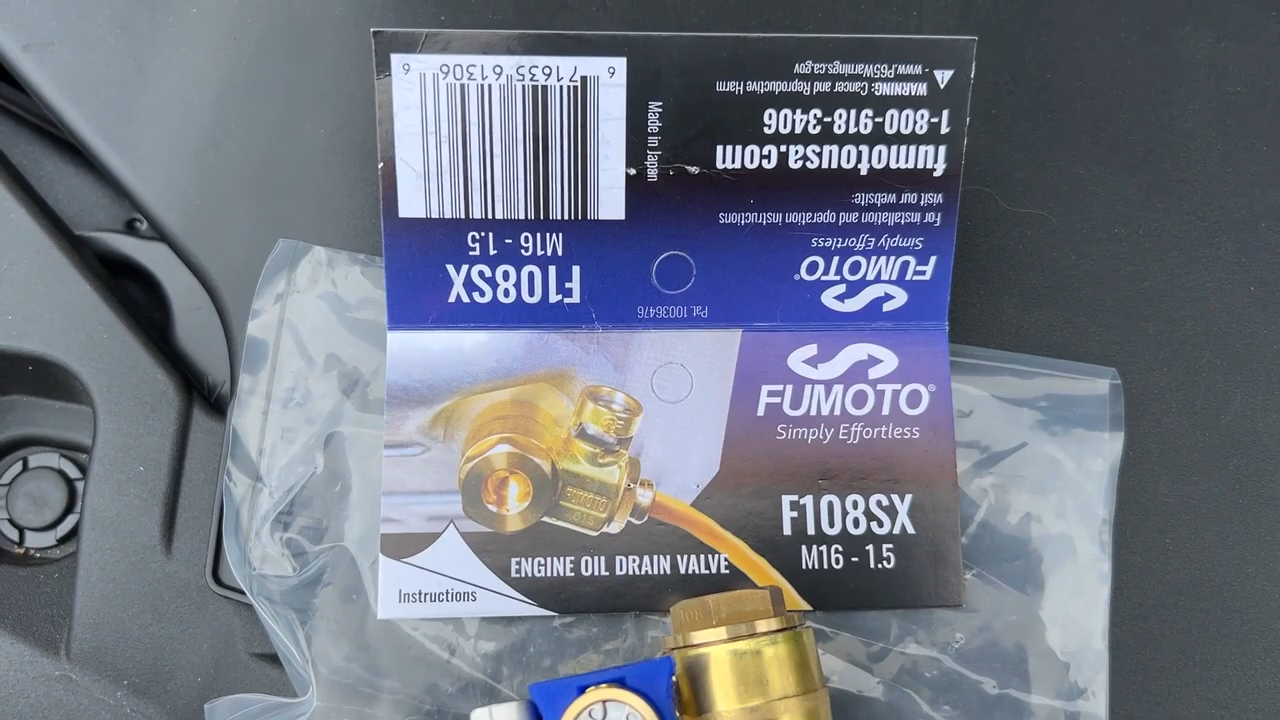 FUMOTO®
Simply Effortless
F108SX
M16 - 1.5
ENGINE OIL DRAIN VALVE
Instructions
FUMOTO
Pat. 10036476
FUMOTO®
Simply Effortless
For installation and operation instructions
visit our website:
fumotousa.com
1-800-918-3406
WARNING: Cancer and Reproductive Harm
- www.P65Warnings.ca.gov
Made in Japan
F108SX
M16 - 1.5
6 71635 61306 9